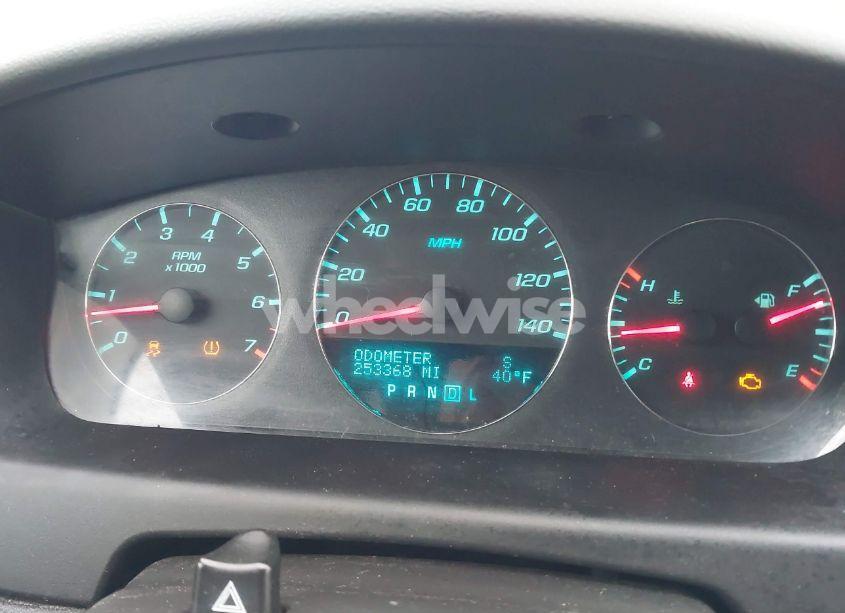 0 1 2 3 4 5 6 7
RPM
x1000
0 20 40 60 80 100 120 140
MPH
ODOMETER S
253368 MI 40°F
P R N D L
H F
C E
wheelwise